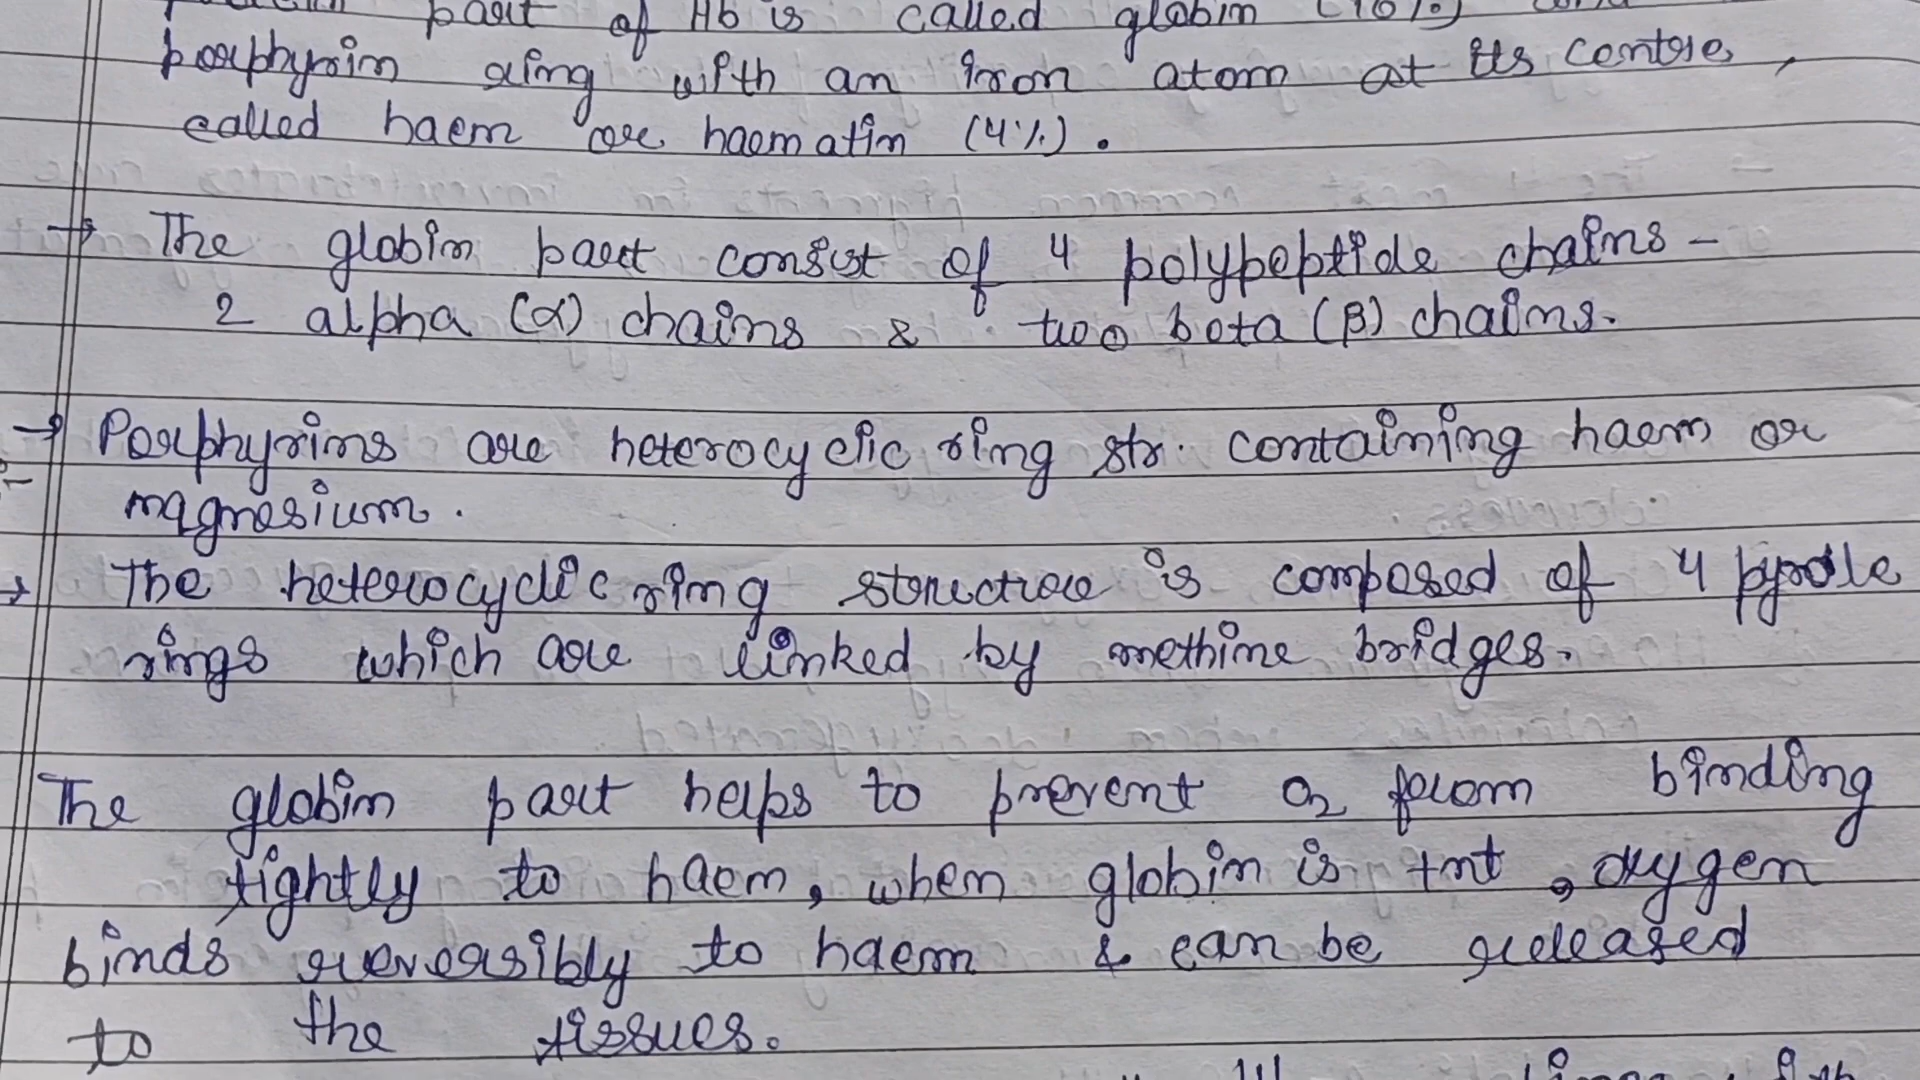 part of Hb is called globin
porphyrin ring with an iron atom at its centre,
called haem or haematin (4%).
→ The globin part consist of 4 polypeptide chains -
2 alpha (α) chains & two beta (β) chains.
→ Porphyrins are heterocyclic ring str. containing haem or
magnesium.
→ The heterocyclic ring structure is composed of 4 pyrole
rings which are linked by methine bridges.
The globin part helps to prevent O2 from binding
tightly to haem, when globin is +nt, oxygen
binds reversibly to haem & can be released
to the tissues.